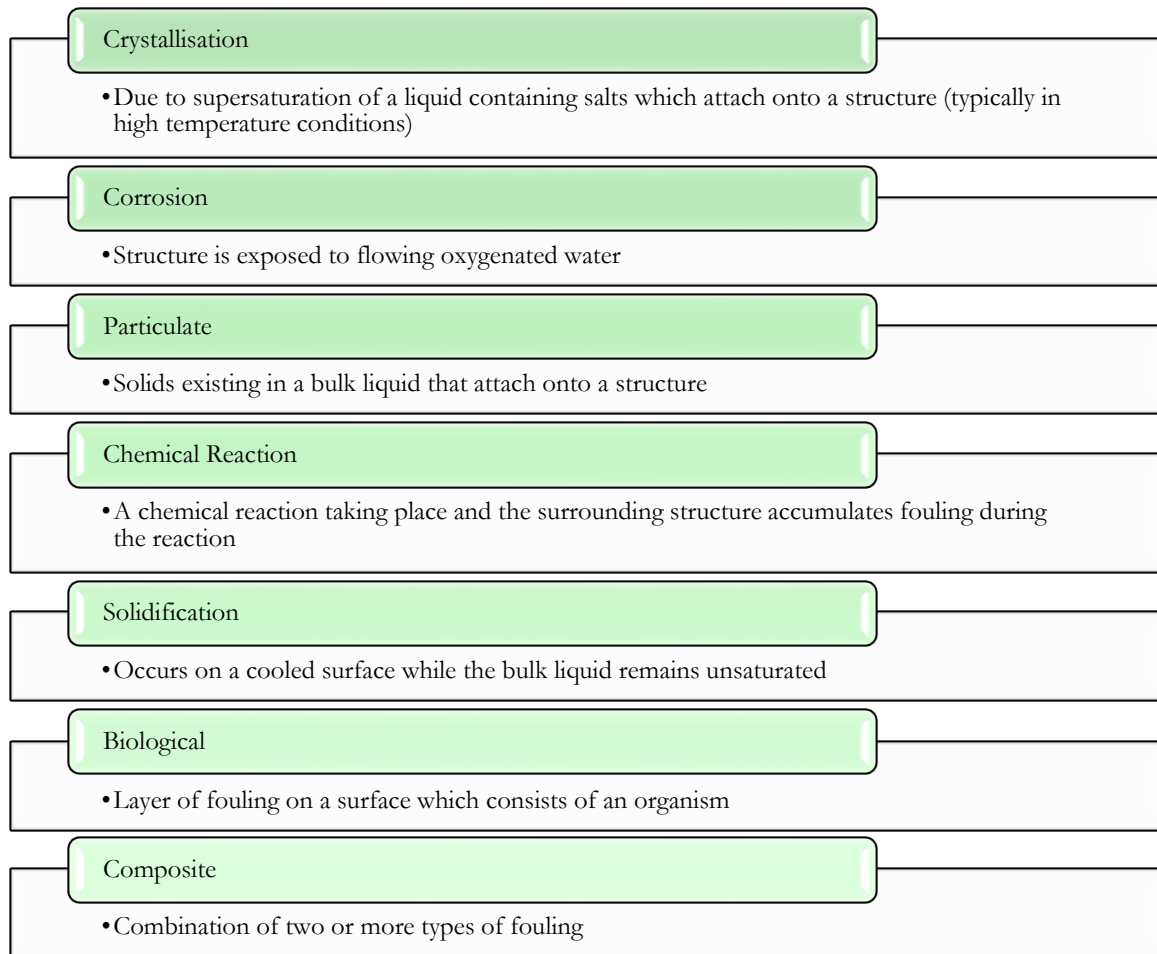 Crystallisation
•Due to supersaturation of a liquid containing salts which attach onto a structure (typically in
high temperature conditions)
Corrosion
•Structure is exposed to flowing oxygenated water
Particulate
•Solids existing in a bulk liquid that attach onto a structure
Chemical Reaction
•A chemical reaction taking place and the surrounding structure accumulates fouling during
the reaction
Solidification
•Occurs on a cooled surface while the bulk liquid remains unsaturated
Biological
•Layer of fouling on a surface which consists of an organism
Composite
•Combination of two or more types of fouling